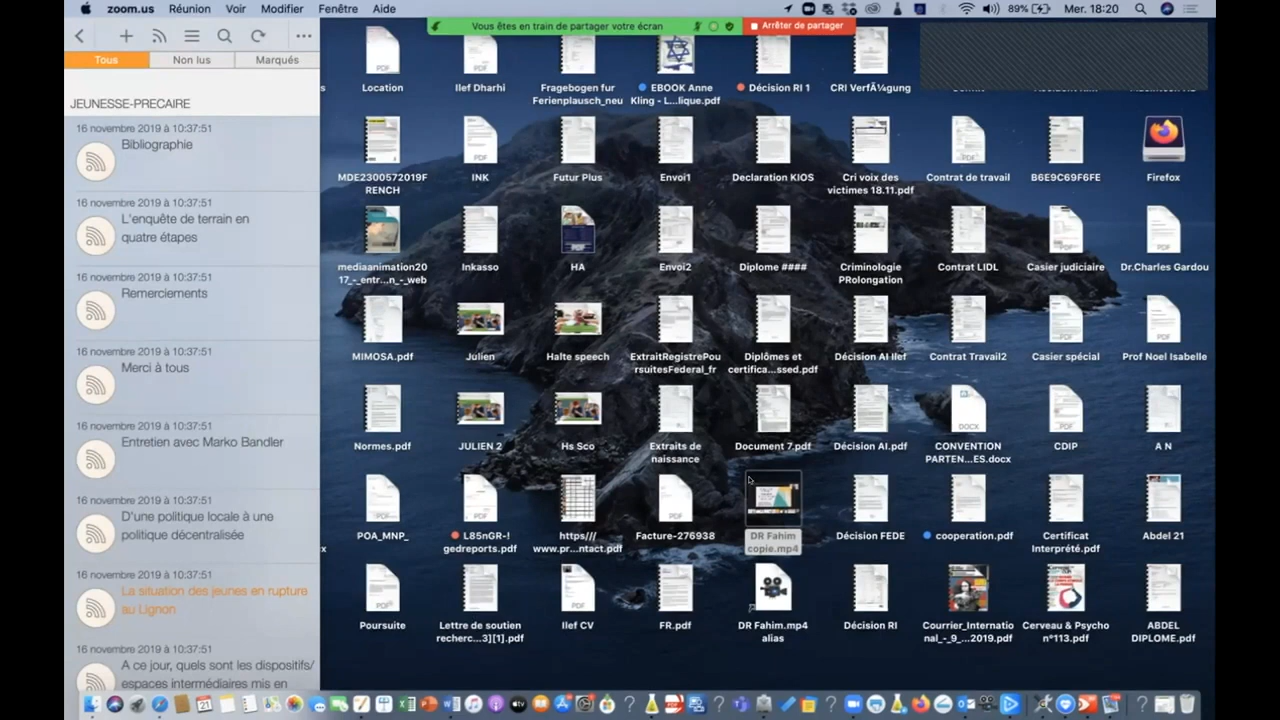 zoom.us Réunion Voir Modifier Fenêtre Aide
89% Mer. 18:20
Vous êtes en train de partager votre écran
Arrêter de partager
Tous Non lus Marqués
JEUNESSE-PRECAIRE
16 novembre 2019 à 10:37:51
Bibliographie
16 novembre 2019 à 10:37:51
L'enquête de terrain en
quatre étapes
16 novembre 2019 à 10:37:51
Remerciements
16 novembre 2019 à 10:37:51
Merci à tous
16 novembre 2019 à 10:37:51
Entretien avec Marko Bandler
16 novembre 2019 à 10:37:51
D'une politique locale à une
politique décentralisée
16 novembre 2019 à 10:37:51
La situation des jeunes en rupture
au Lignon
16 novembre 2019 à 10:37:51
A ce jour, quels sont les dispositifs/
espaces intermédiaires mis en
Location
Ilef Dharhi
Fragebogen fur
Ferienplausch_neu
EBOOK Anne
Kling - L...lique.pdf
Décision RI 1
CRI VerfÃ¼gung
MDE2300572019F
RENCH
INK
Futur Plus
Envoi1
Declaration KIOS
Cri voix des
victimes 18.11.pdf
Contrat de travail
B6E9C69F6FE
Firefox
mediaanimation20
17_-_entr...n_-_web
Inkasso
HA
Envoi2
Diplome ####
Criminologie
PRolongation
Contrat LIDL
Casier judiciaire
Dr.Charles Gardou
MIMOSA.pdf
Julien
Halte speech
ExtraitRegistrePou
rsuitesFederal_fr
Diplômes et
certifica...ssed.pdf
Décision AI Ilef
Contrat Travail2
Casier spécial
Prof Noel Isabelle
Normes.pdf
JULIEN 2
Hs Sco
Extraits de
naissance
Document 7.pdf
Décision AI.pdf
CONVENTION
PARTEN...ES.docx
CDIP
A N
POA_MNP_
L85nGR-!
gedreports.pdf
https///
www.pr...ntact.pdf
Facture-276938
DR Fahim
copie.mp4
Décision FEDE
cooperation.pdf
Certificat
Interprété.pdf
Abdel 21
Poursuite
Lettre de soutien
recherc...3][1].pdf
Ilef CV
FR.pdf
DR Fahim.mp4
alias
Décision RI
Courrier_Internatio
nal_-_9_...2019.pdf
Cerveau & Psycho
n°113.pdf
ABDEL
DIPLOME.pdf